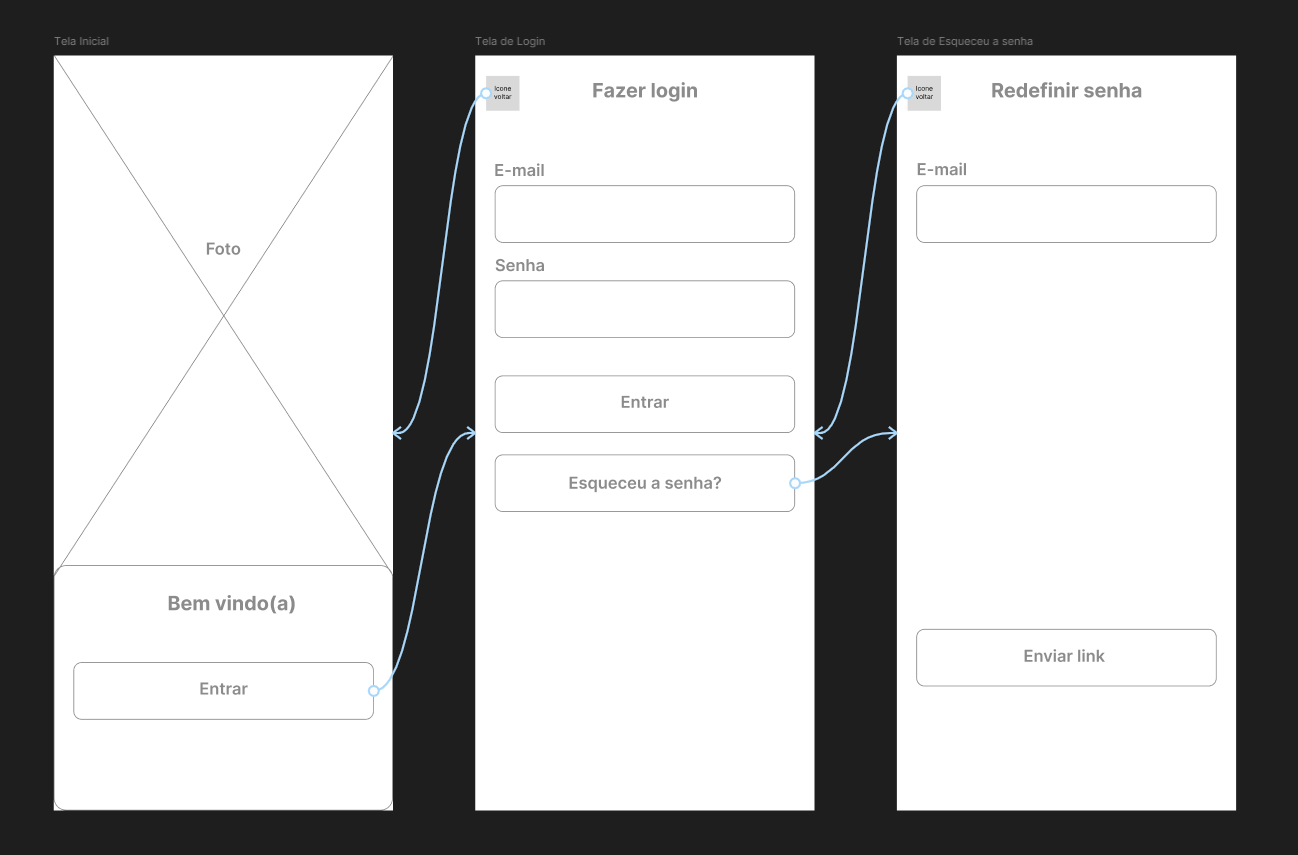 Tela Inicial
Foto
Bem vindo(a)
Entrar
Tela de Login
Icone
voltar
Fazer login
E-mail
Senha
Entrar
Esqueceu a senha?
Tela de Esqueceu a senha
Icone
voltar
Redefinir senha
E-mail
Enviar link